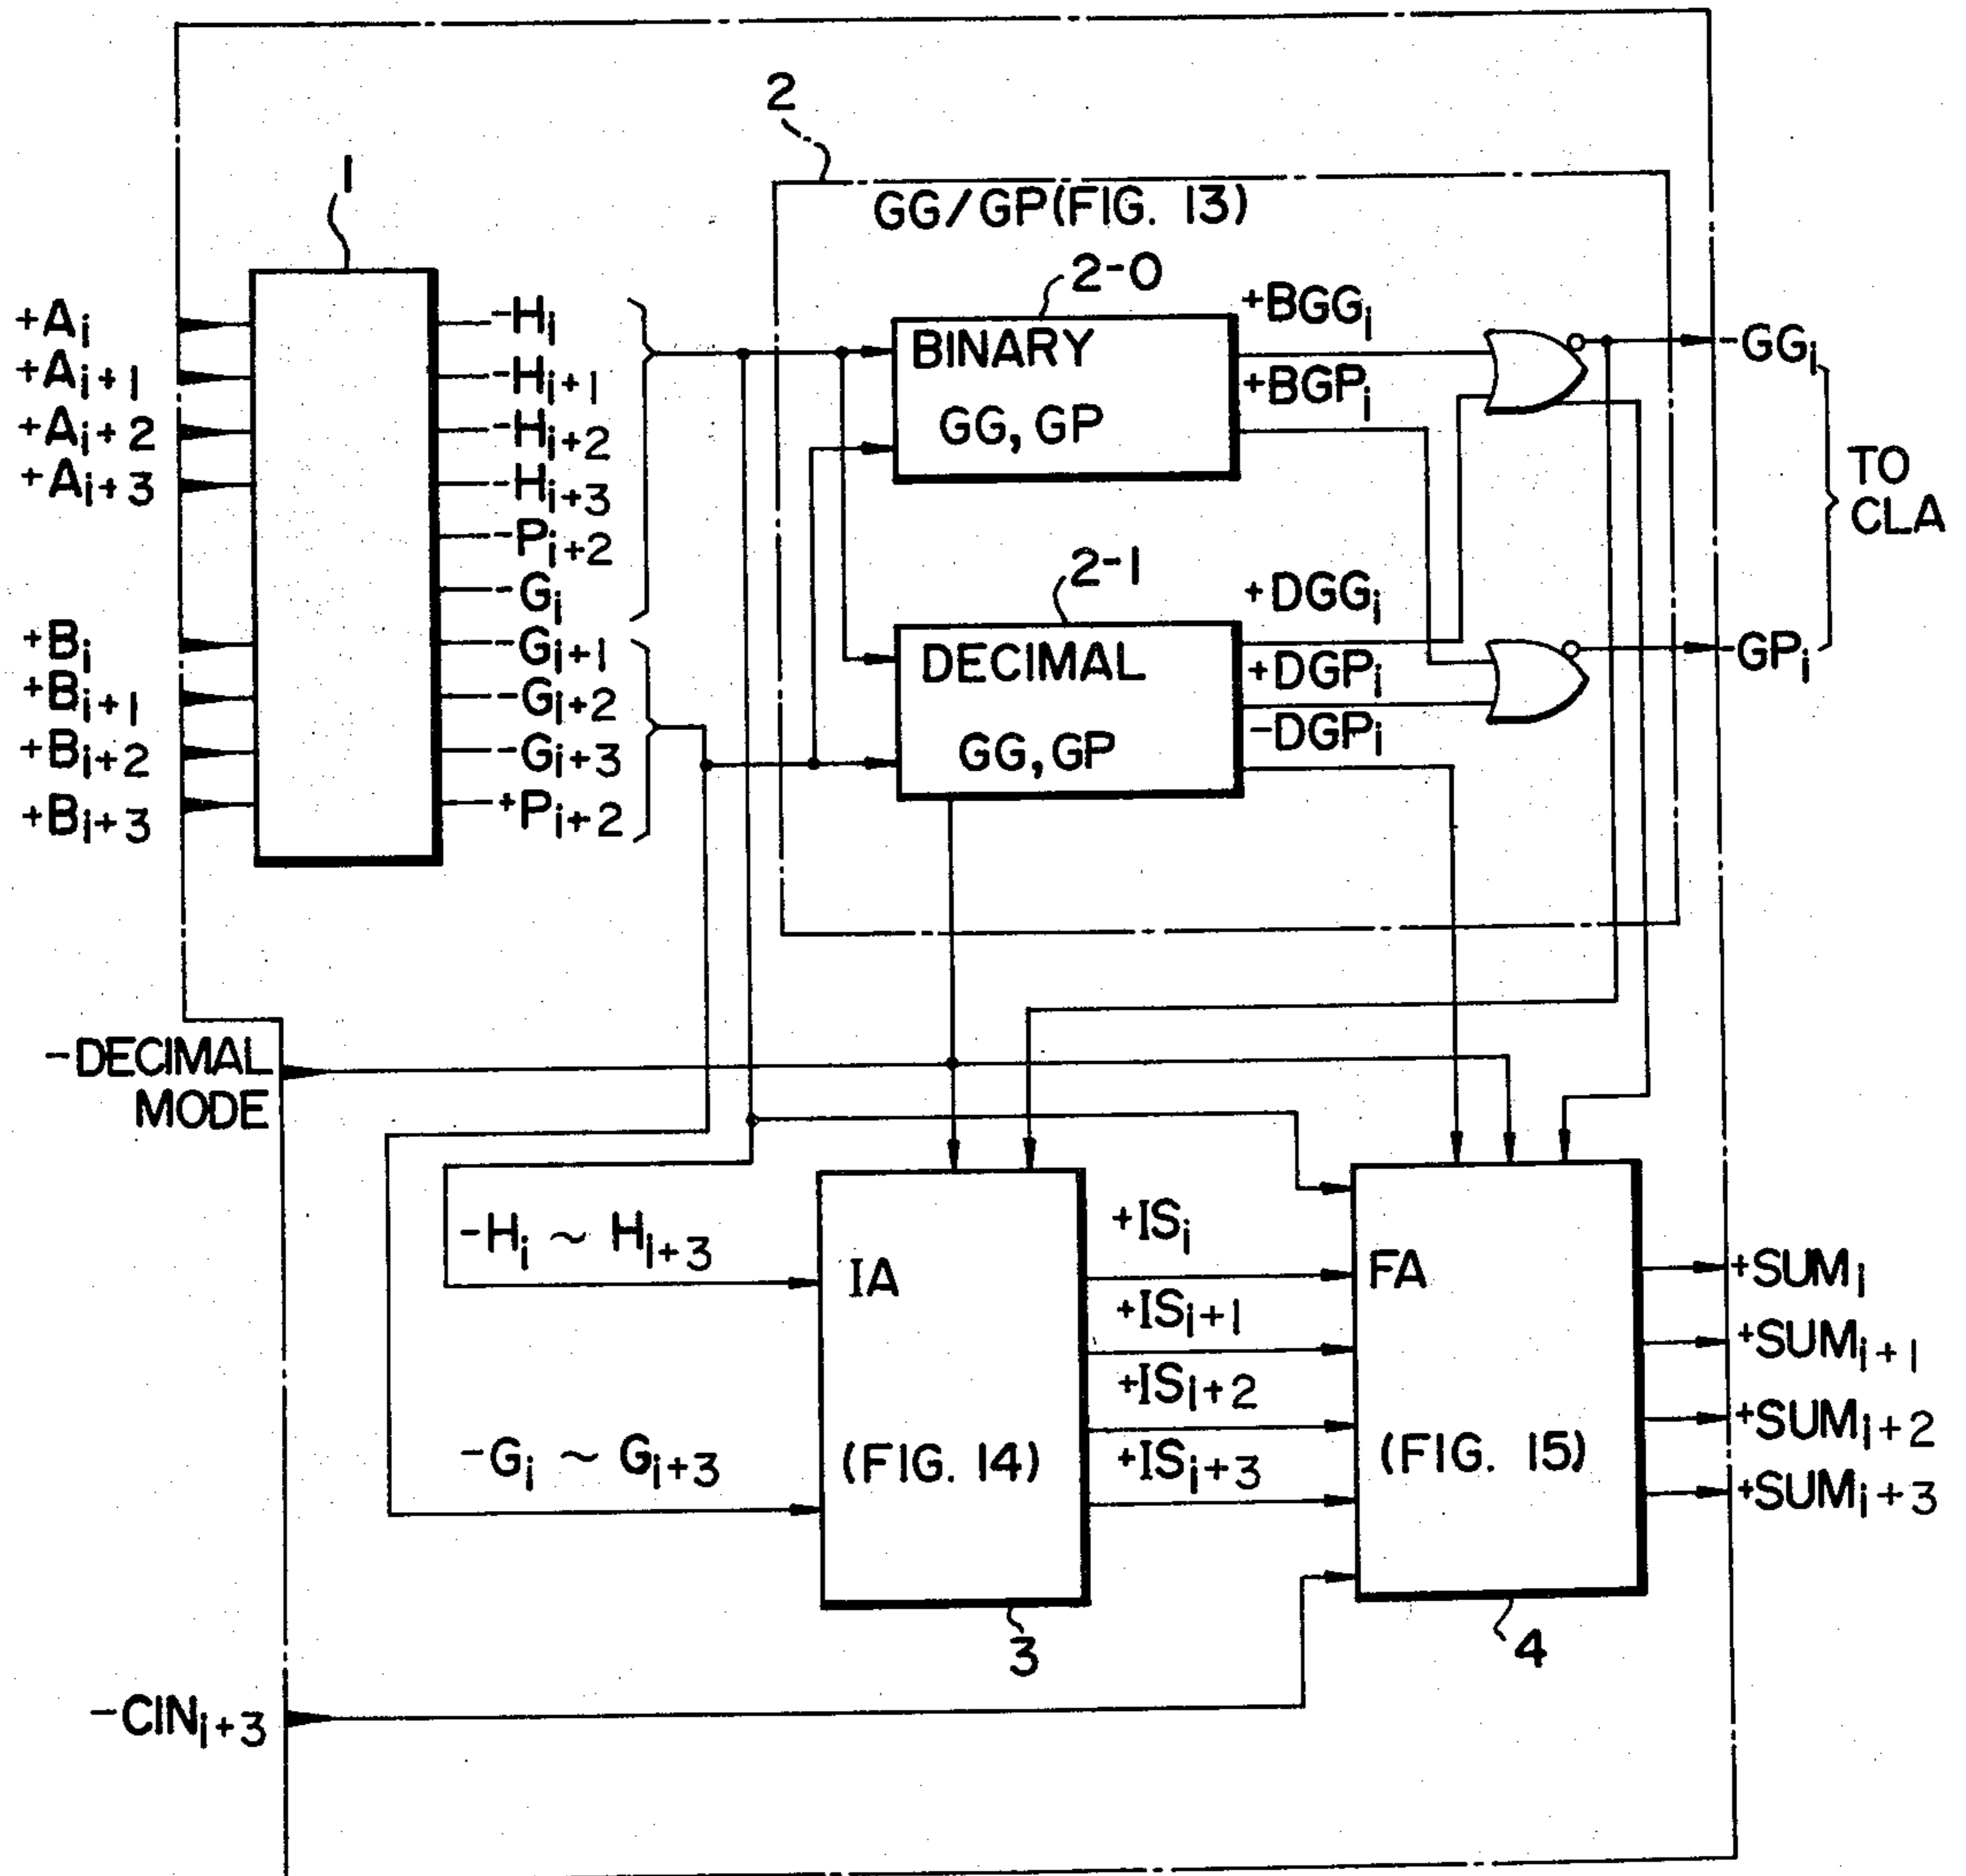 2
1
GG/GP(FIG. 13)
2-0
+Ai
+Ai+1
+Ai+2
+Ai+3
+Bi
+Bi+1
+Bi+2
+Bi+3
-Hi
-Hi+1
-Hi+2
-Hi+3
-Pi+2
-Gi
-Gi+1
-Gi+2
-Gi+3
+Pi+2
BINARY
GG, GP
+BGGi
+BGPi
2-1
DECIMAL
GG, GP
+DGGi
+DGPi
-DGPi
-GGi
-GPi
TO
CLA
-DECIMAL
MODE
-Hi ~ Hi+3
-Gi ~ Gi+3
IA
(FIG. 14)
3
+ISi
+ISi+1
+ISi+2
+ISi+3
FA
(FIG. 15)
4
+SUMi
+SUMi+1
+SUMi+2
+SUMi+3
-CINi+3